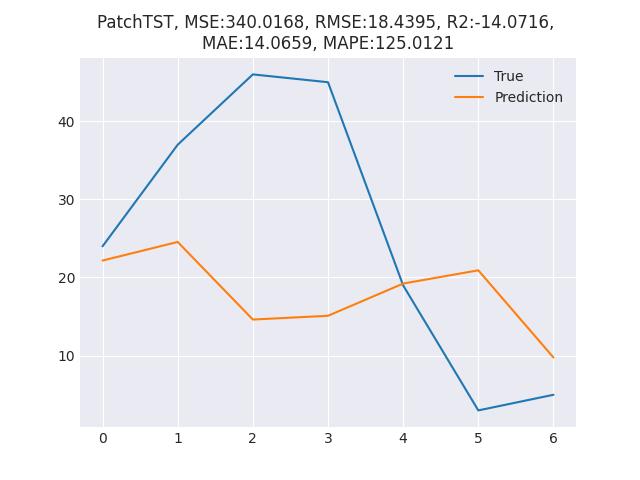 PatchTST, MSE:340.0168, RMSE:18.4395, R2:-14.0716,
MAE:14.0659, MAPE:125.0121
True
Prediction
40
30
20
10
0 1 2 3 4 5 6